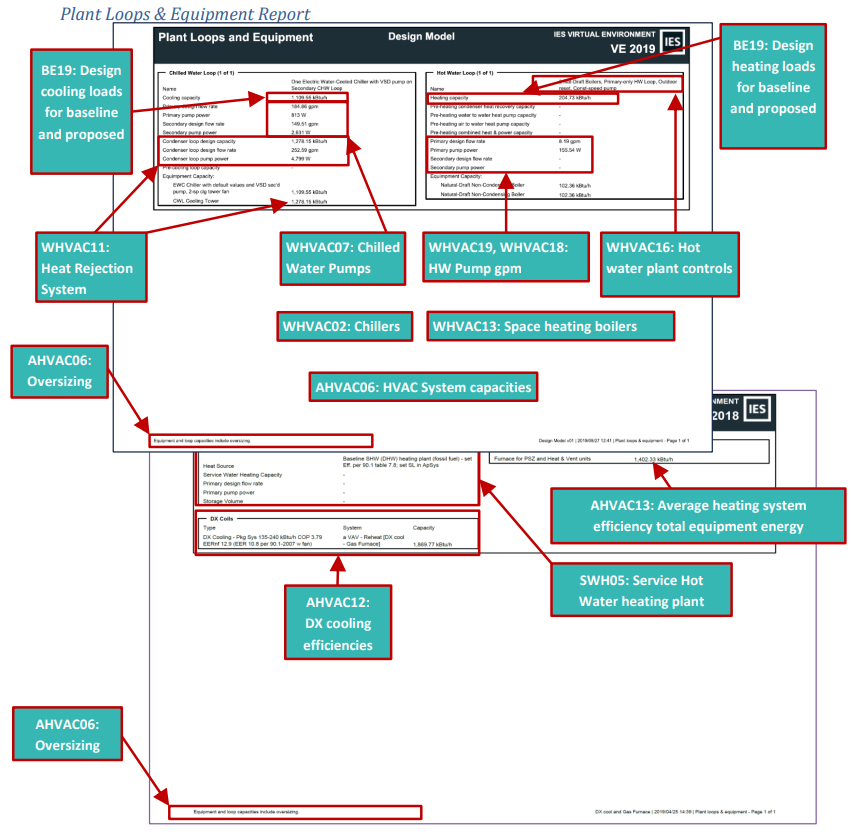 Plant Loops & Equipment Report
Plant Loops and Equipment
Design Model
IES VIRTUAL ENVIRONMENT
VE 2019
IES
BE19: Design
cooling loads
for baseline
and proposed
BE19: Design
heating loads
for baseline
and proposed
Chilled Water Loop (1 of 1)
Name
One Electric Water-Cooled Chiller with VSD pump on
Secondary CHW Loop
Cooling capacity 1,109.55 kBtu/h
design flow rate 184.86 gpm
Primary pump power 813 W
Secondary design flow rate 149.51 gpm
Secondary pump power 2,631 W
Condenser loop design capacity 1,278.15 kBtu/h
Condenser loop design flow rate 252.59 gpm
Condenser loop pump power 4,799 W
Pre-cooling loop capacity -
Equipment Capacity:
EWC Chiller with default values and VSD sec'd
pump, 2-sp clg tower fan 1,109.55 kBtu/h
CWL Cooling Tower 1,278.15 kBtu/h
Hot Water Loop (1 of 1)
Name
Draft Boilers, Primary-only HW Loop, Outdoor
reset, Const-speed pump
Heating capacity 204.73 kBtu/h
Pre-heating condenser heat recovery capacity -
Pre-heating water to water heat pump capacity -
Pre-heating air to water heat pump capacity -
Pre-heating combined heat & power capacity -
Primary design flow rate 8.19 gpm
Primary pump power 155.54 W
Secondary design flow rate -
Secondary pump power -
Equipment Capacity:
Natural-Draft Non-Condensing Boiler 102.36 kBtu/h
Natural-Draft Non-Condensing Boiler 102.36 kBtu/h
WHVAC11:
Heat Rejection
System
WHVAC07: Chilled
Water Pumps
WHVAC19, WHVAC18:
HW Pump gpm
WHVAC16: Hot
water plant controls
WHVAC02: Chillers
WHVAC13: Space heating boilers
AHVAC06:
Oversizing
AHVAC06: HVAC System capacities
Equipment and loop capacities include oversizing.
Design Model v01 | 2019/09/27 12:41 | Plant loops & equipment - Page 1 of 1
NMENT
2018
IES
Heat Source
Baseline SHW (DHW) heating plant (fossil fuel) - set
Eff. per 90.1 table 7.8; set SL in ApSys
Service Water Heating Capacity -
Primary design flow rate -
Primary pump power -
Storage Volume -
Furnace for PSZ and Heat & Vent units 1,402.33 kBtu/h
DX Coils
Type System Capacity
DX Cooling - Pkg Sys 135-240 kBtu/h COP 3.79 a VAV - Reheat [DX cool
EERnf 12.9 (EER 10.8 per 90.1-2007 w fan) - Gas Furnace] 1,869.77 kBtu/h
AHVAC13: Average heating system
efficiency total equipment energy
SWH05: Service Hot
Water heating plant
AHVAC12:
DX cooling
efficiencies
AHVAC06:
Oversizing
Equipment and loop capacities include oversizing.
DX cool and Gas Furnace | 2019/04/25 14:39 | Plant loops & equipment - Page 1 of 1